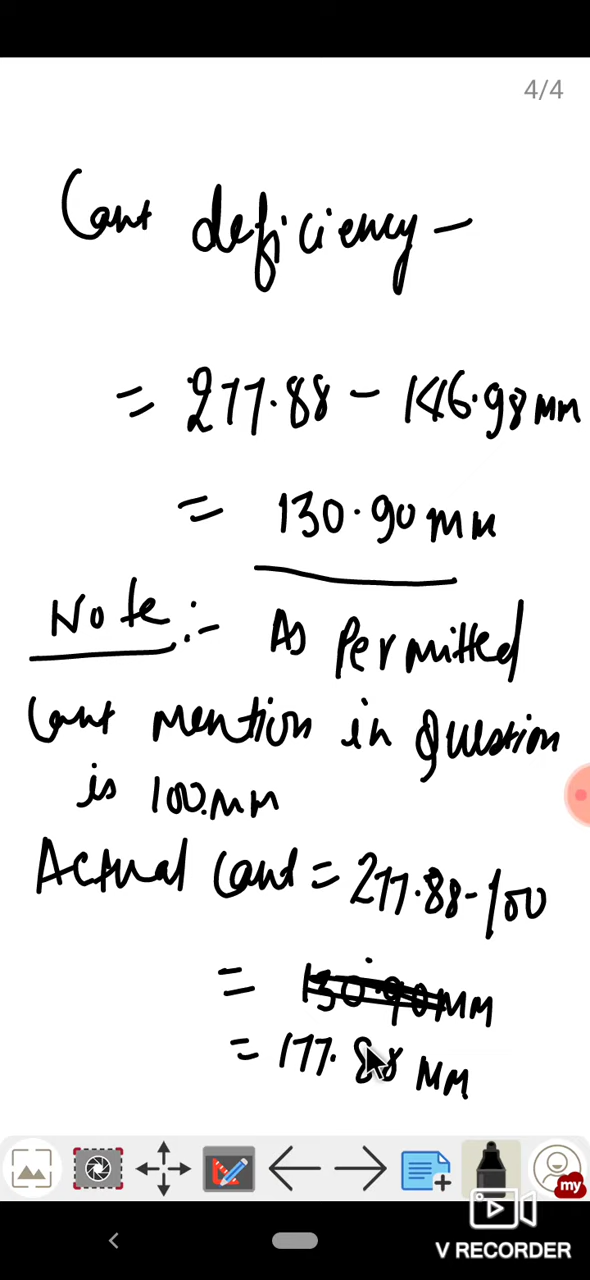 4/4
Cant deficiency -
= 277.88 - 146.98 mm
= 130.90 mm
Note :- As Permitted
Cant mention in Question
is 100.mm
Actual Cant = 277.88-100
= 130.90 mm
= 177.88 mm
my
V RECORDER